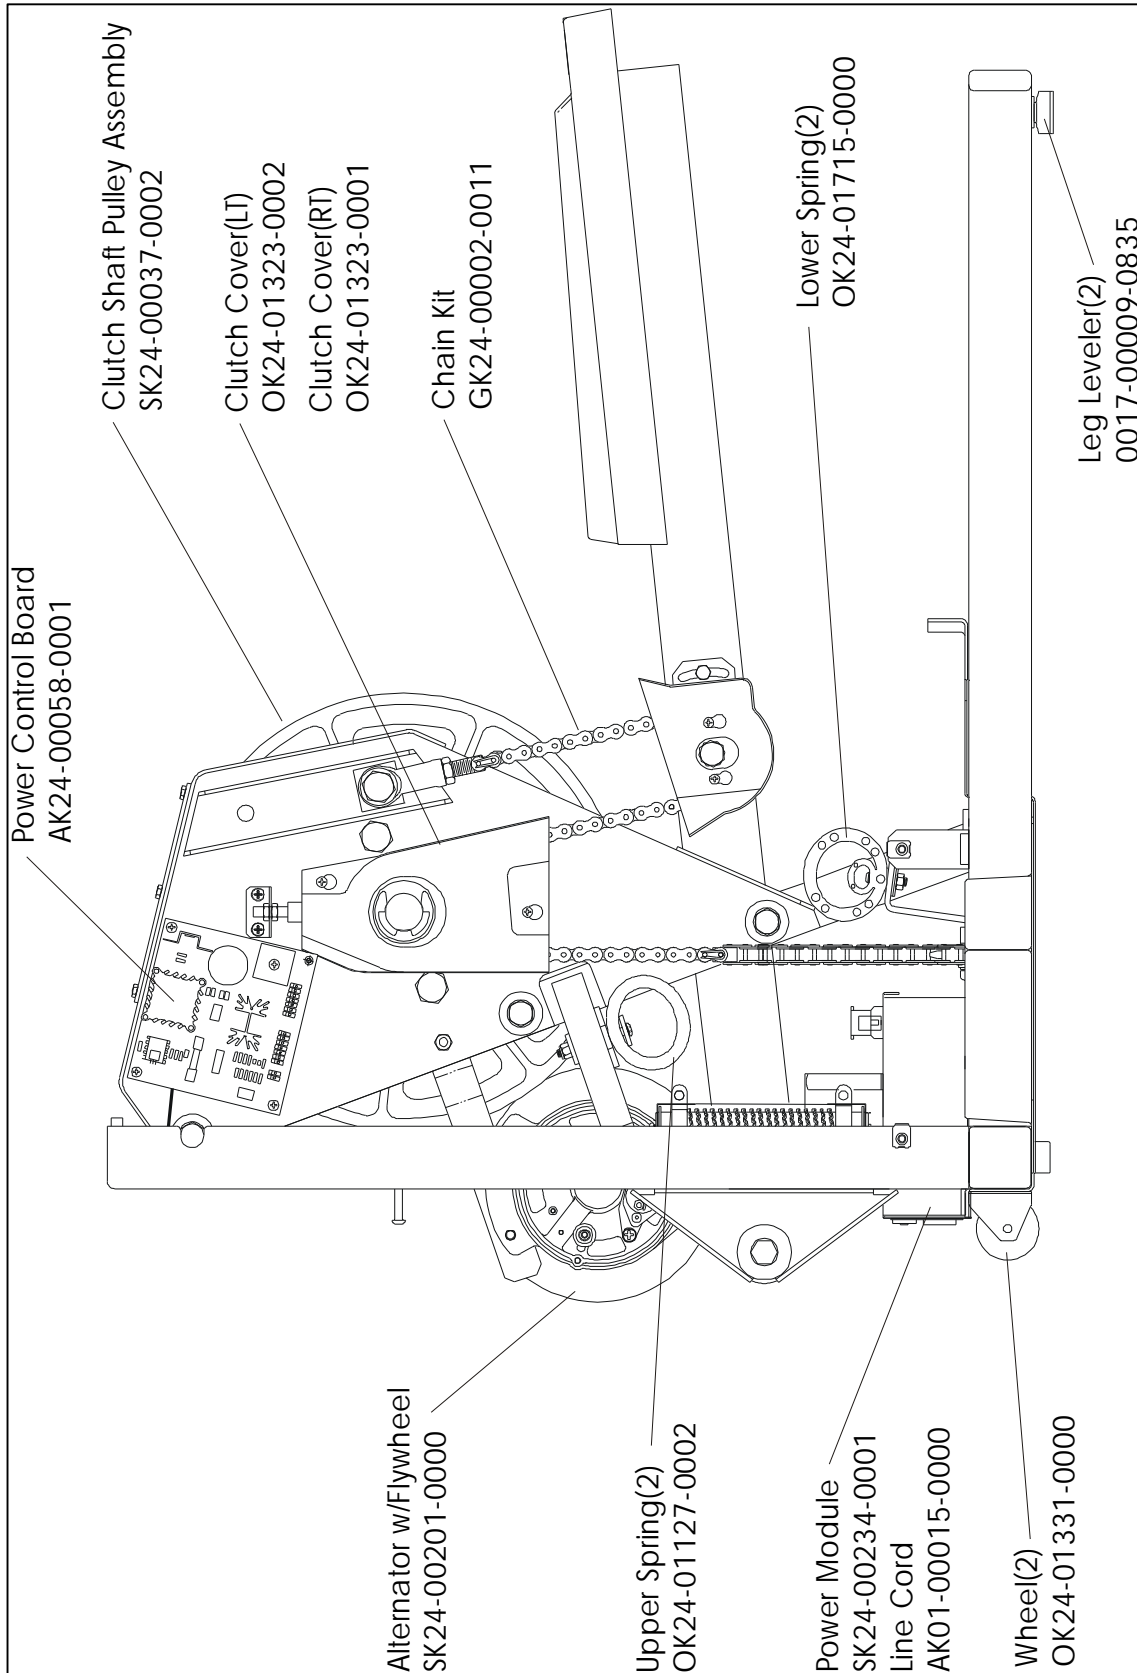 Power Control Board
AK24-00058-0001
Clutch Shaft Pulley Assembly
SK24-00037-0002
Clutch Cover(LT)
OK24-01323-0002
Clutch Cover(RT)
OK24-01323-0001
Chain Kit
GK24-00002-0011
Lower Spring(2)
OK24-01715-0000
Leg Leveler(2)
0017-00009-0835
Alternator w/Flywheel
SK24-00201-0000
Upper Spring(2)
OK24-01127-0002
Power Module
SK24-00234-0001
Line Cord
AK01-00015-0000
Wheel(2)
OK24-01331-0000